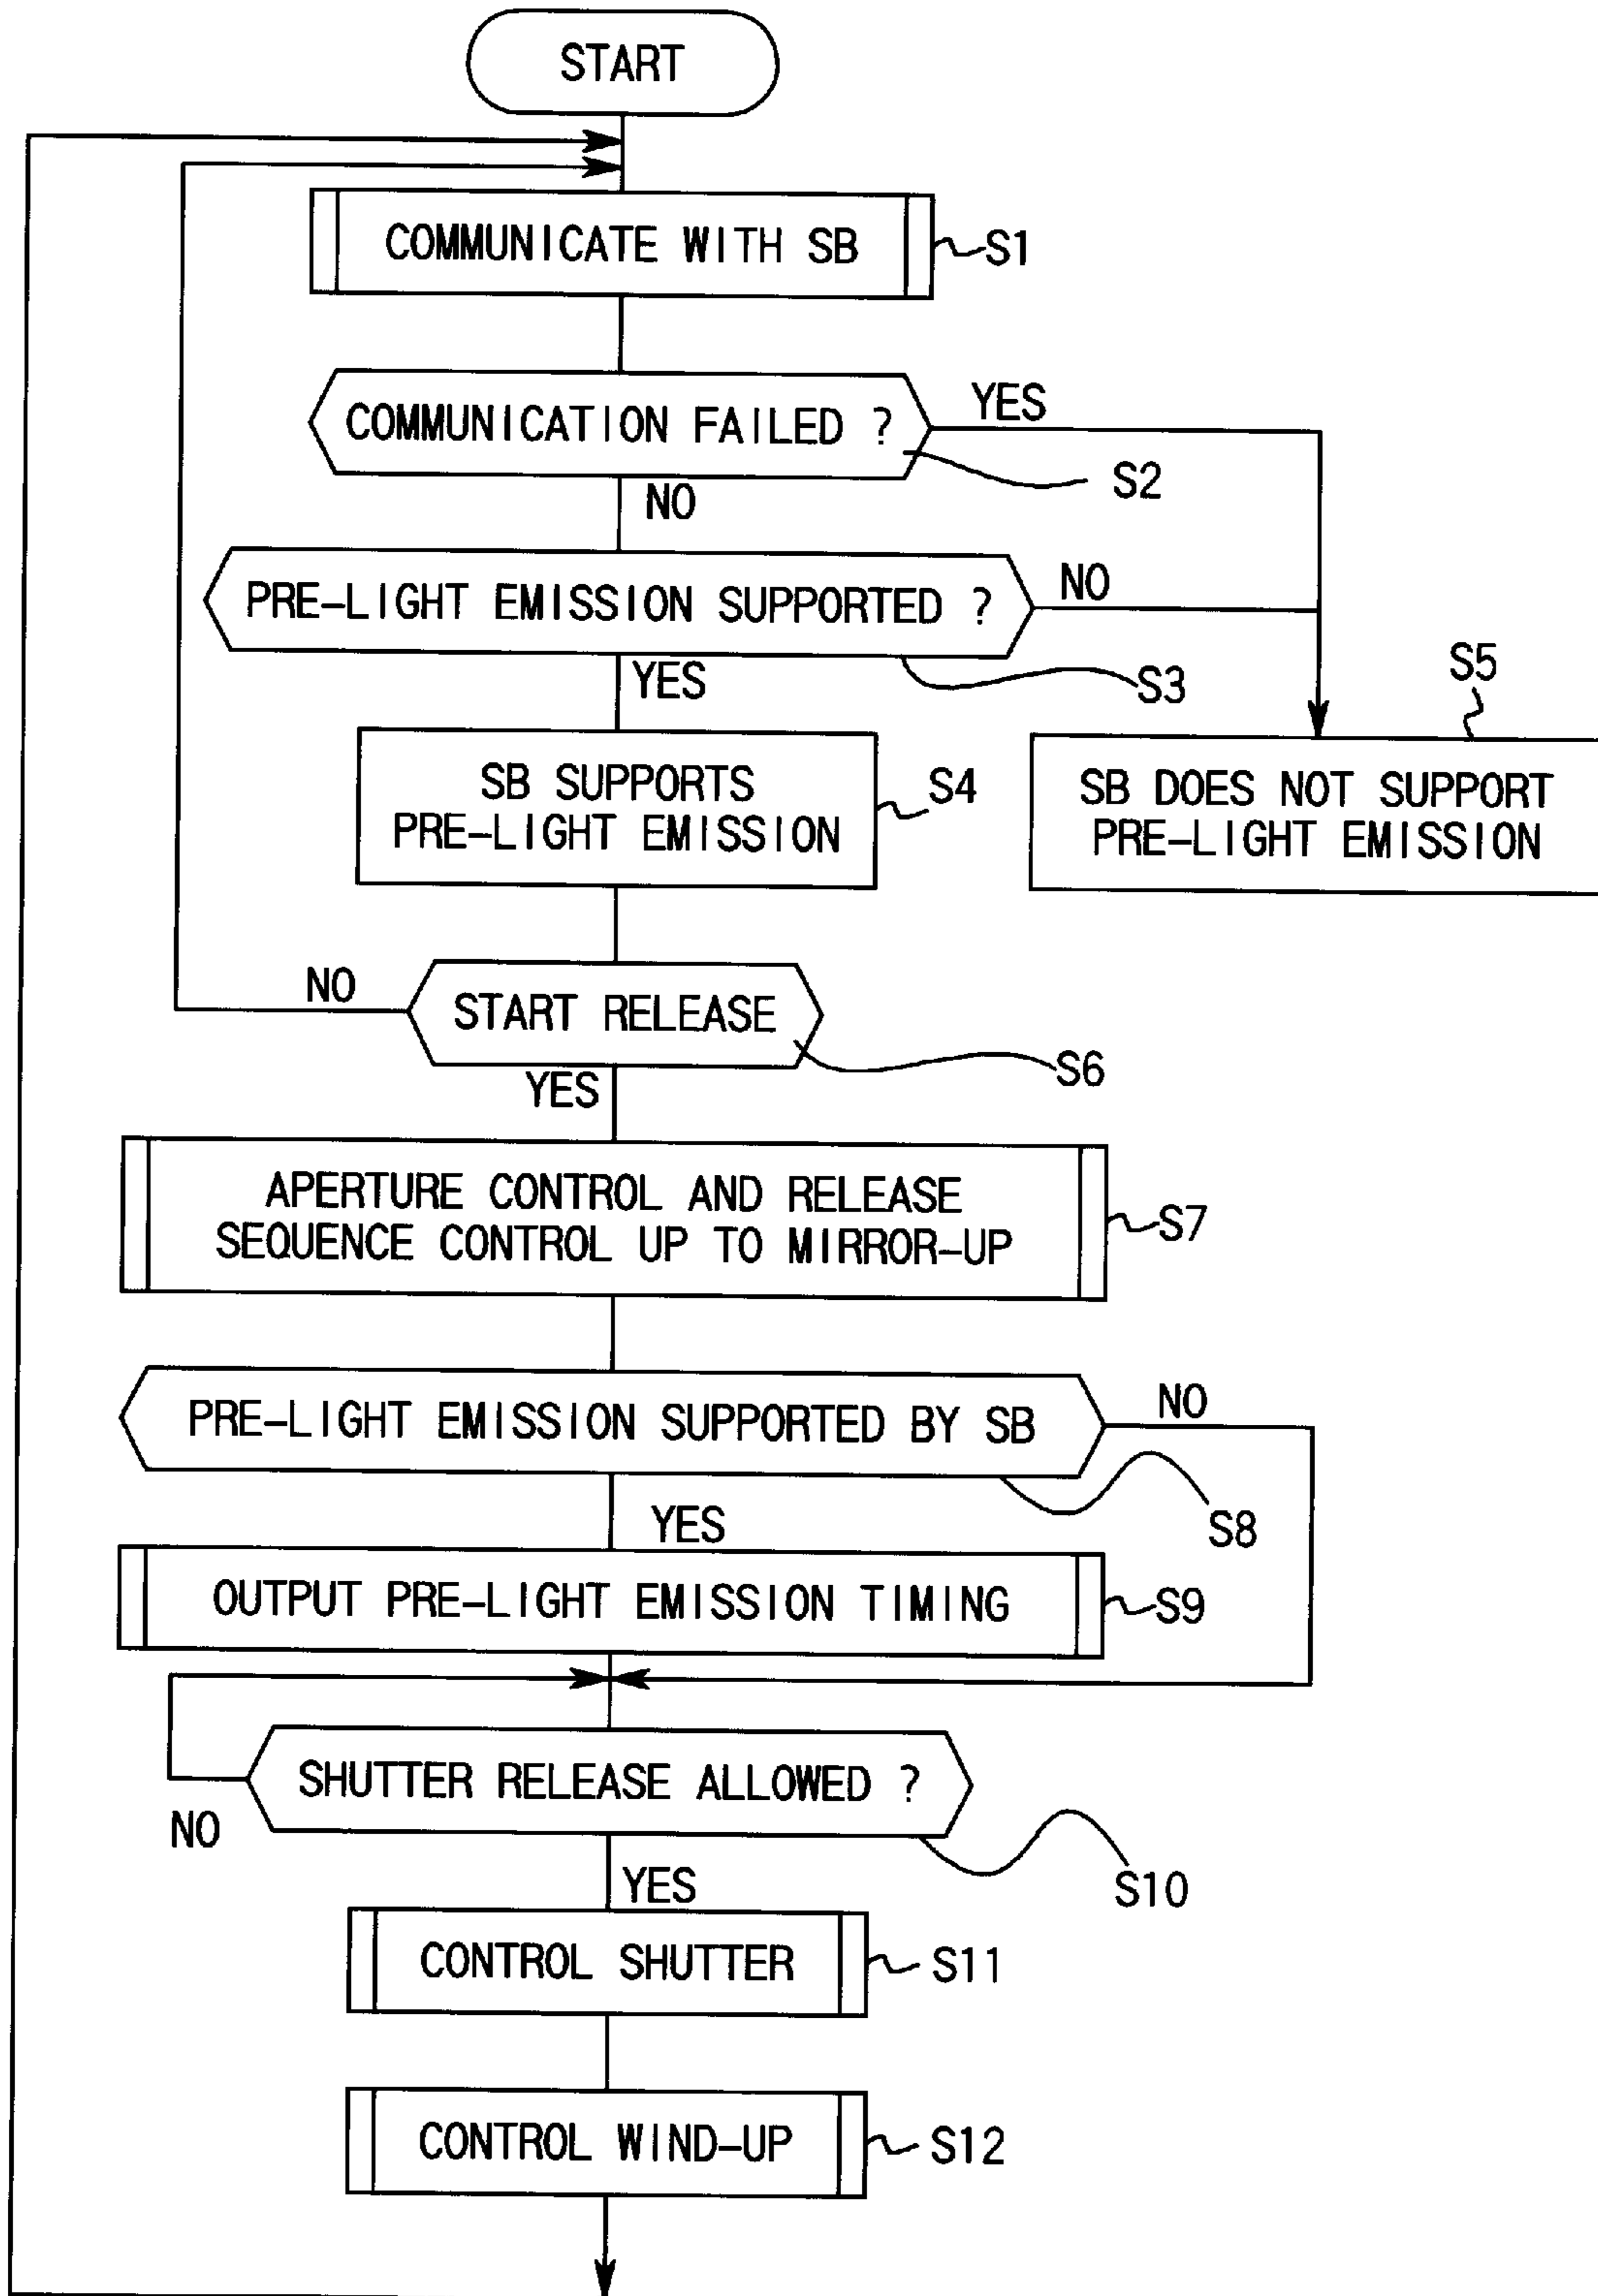 START
COMMUNICATE WITH SB
S1
COMMUNICATION FAILED ?
YES
S2
NO
PRE-LIGHT EMISSION SUPPORTED ?
NO
S3
YES
S5
SB SUPPORTS
PRE-LIGHT EMISSION
S4
SB DOES NOT SUPPORT
PRE-LIGHT EMISSION
NO
START RELEASE
S6
YES
APERTURE CONTROL AND RELEASE
SEQUENCE CONTROL UP TO MIRROR-UP
S7
PRE-LIGHT EMISSION SUPPORTED BY SB
NO
S8
YES
OUTPUT PRE-LIGHT EMISSION TIMING
S9
SHUTTER RELEASE ALLOWED ?
NO
S10
YES
CONTROL SHUTTER
S11
CONTROL WIND-UP
S12